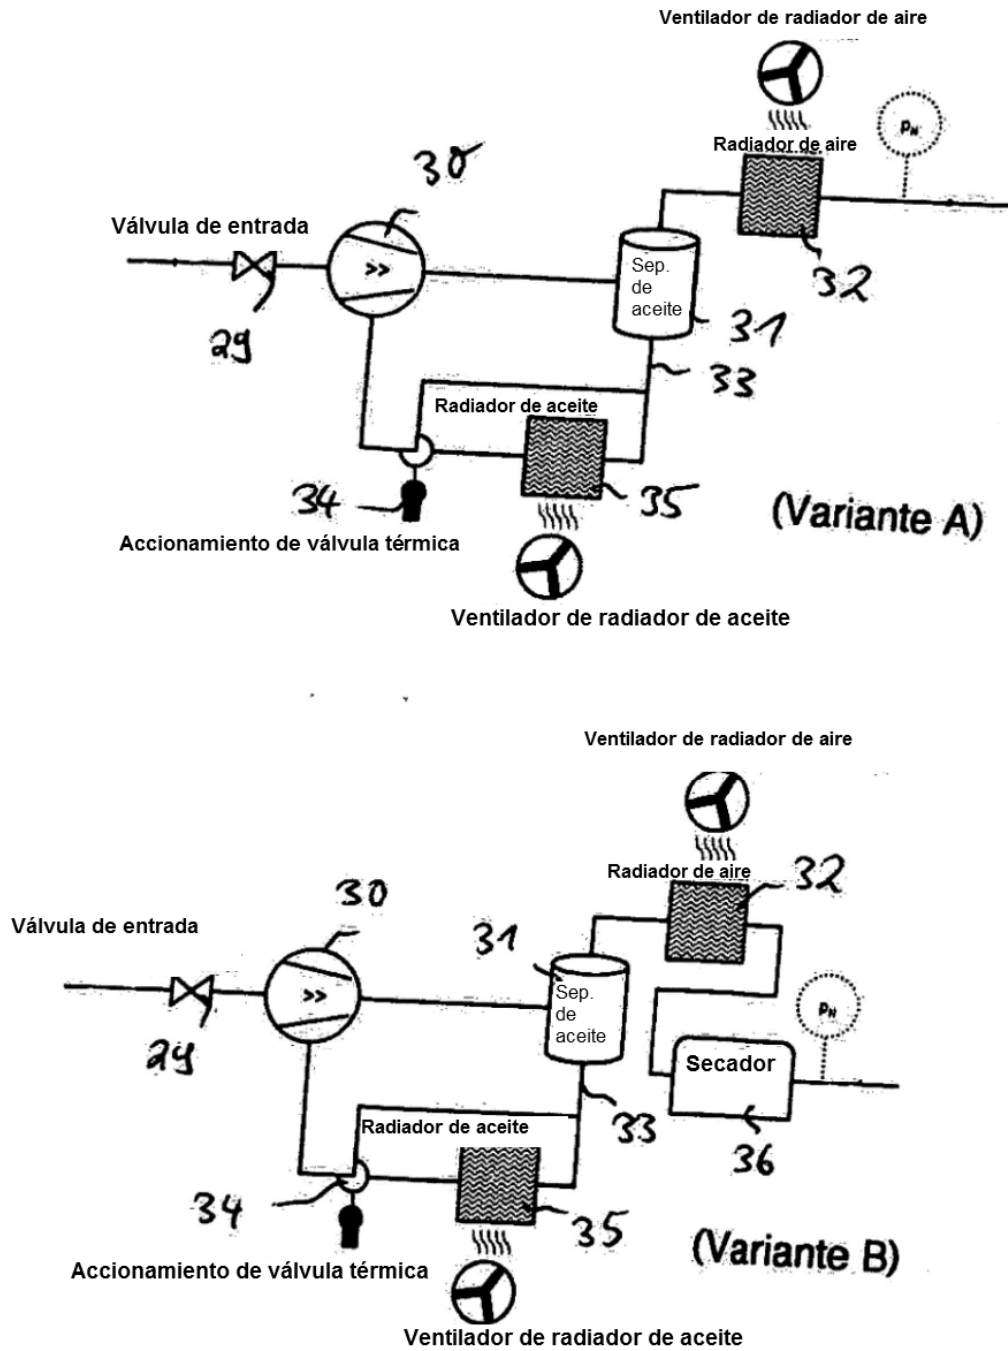 Ventilador de radiador de aire
pN
Radiador de aire
30
Válvula de entrada
Sep.
de
aceite
32
31
29
33
Radiador de aceite
34
35
(Variante A)
Accionamiento de válvula térmica
Ventilador de radiador de aceite
Ventilador de radiador de aire
Radiador de aire
32
30
Válvula de entrada
31
Sep.
de
aceite
pN
29
Secador
33
Radiador de aceite
36
34
35
(Variante B)
Accionamiento de válvula térmica
Ventilador de radiador de aceite